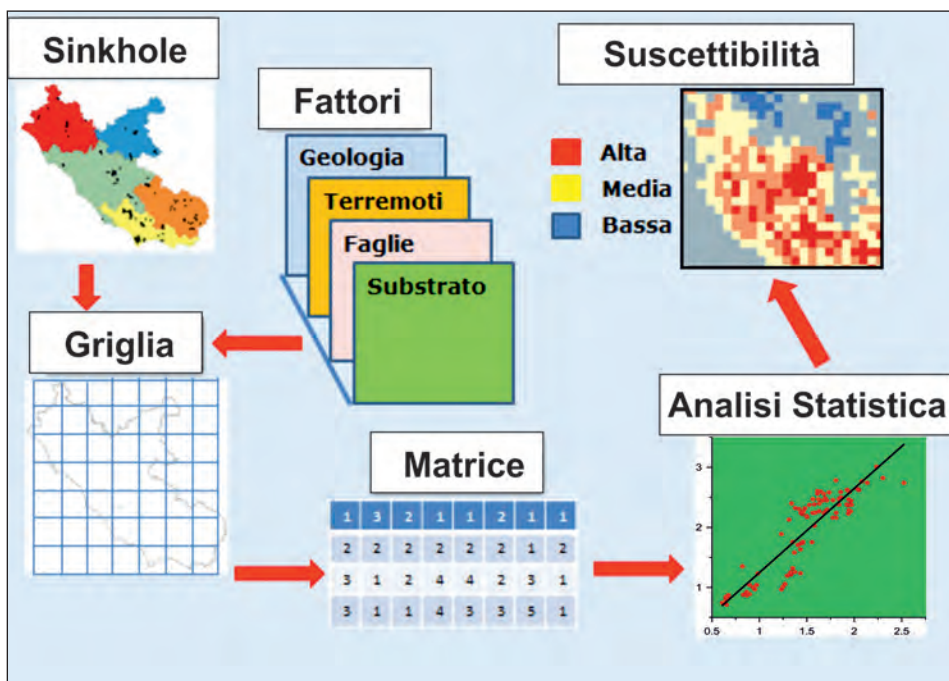 Sinkhole
Fattori
Geologia
Terremoti
Faglie
Substrato
Griglia
Matrice
1 3 2 1 1 2 1 1
2 2 2 2 2 2 1 2
3 1 2 4 4 2 3 1
3 1 1 4 3 3 5 1
Analisi Statistica
3
2
1
0.5 1 1.5 2 2.5
Suscettibilità
Alta
Media
Bassa